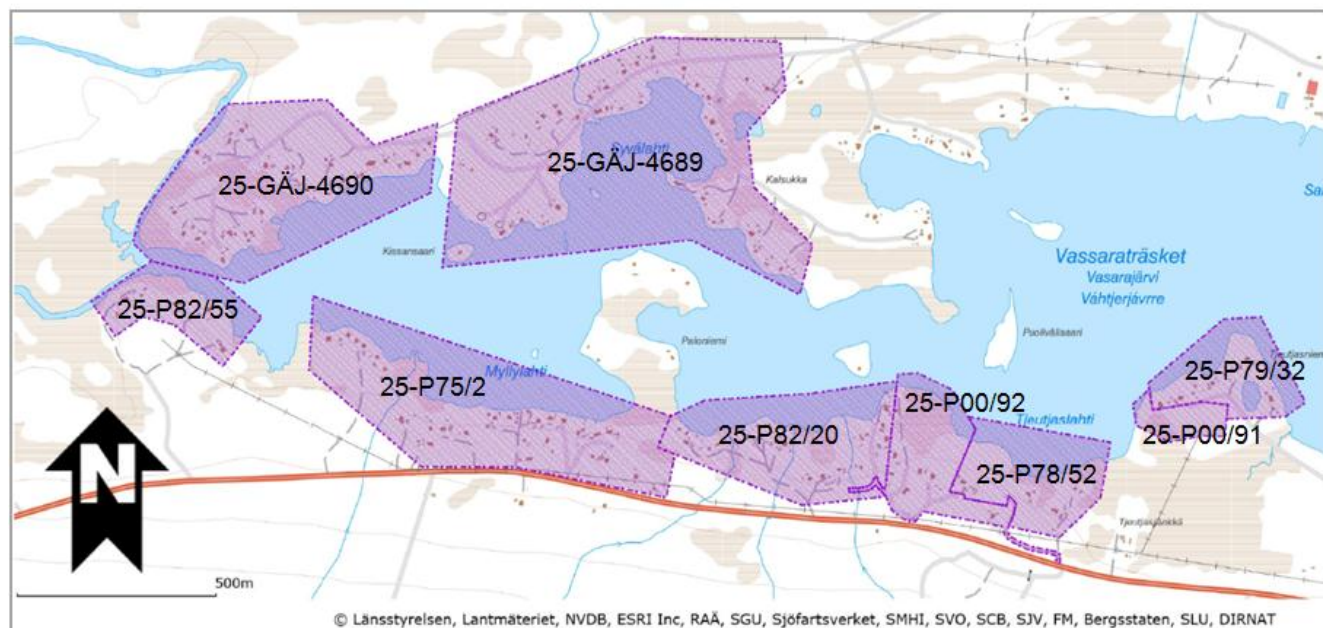 Syvälahti
25-GÄJ-4689
25-GÄJ-4690
Kalsukka
Kissansaari
Vassaraträsket
Vasarajärvi
Váhtjerjávrre
25-P82/55
Paloniemi
Puolivälisaari
25-P79/32
Myllylahti
25-P75/2
25-P00/92
Tjeutjaslahti
25-P82/20
25-P00/91
25-P78/52
Tjeutjasjänkkä
N
500m
© Länsstyrelsen, Lantmäteriet, NVDB, ESRI Inc, RAÄ, SGU, Sjöfartsverket, SMHI, SVO, SCB, SJV, FM, Bergsstaten, SLU, DIRNAT